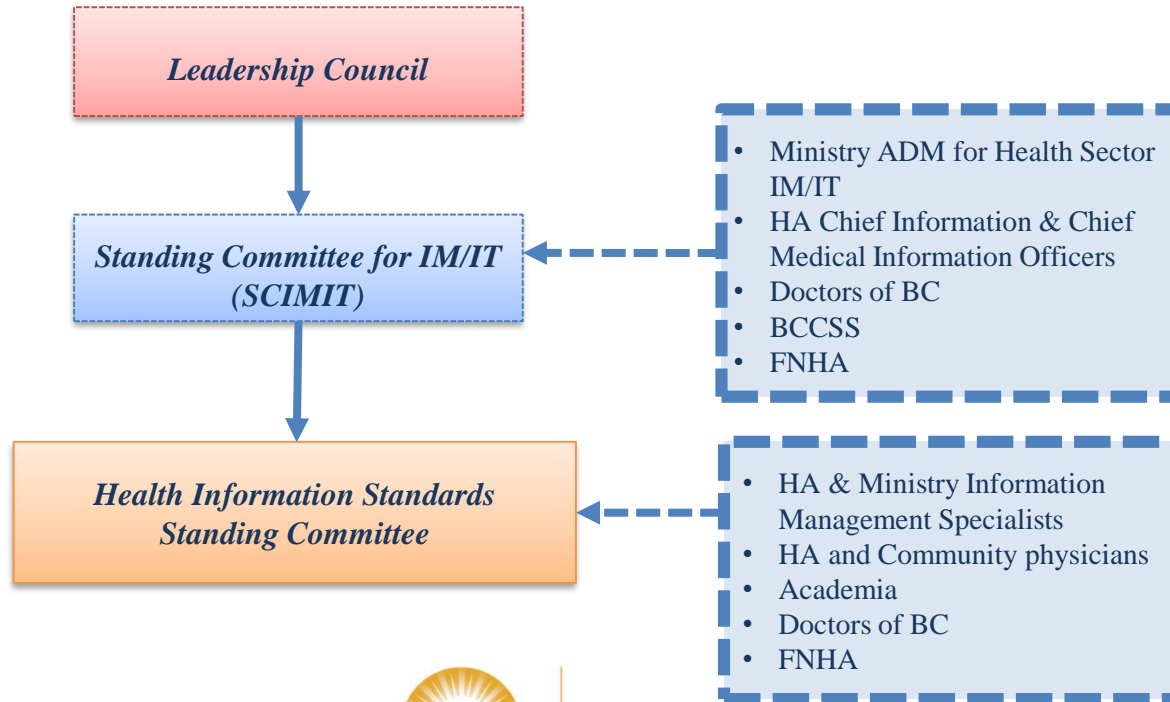 Leadership Council
Standing Committee for IM/IT
(SCIMIT)
• Ministry ADM for Health Sector
IM/IT
• HA Chief Information & Chief
Medical Information Officers
• Doctors of BC
• BCCSS
• FNHA
Health Information Standards
Standing Committee
• HA & Ministry Information
Management Specialists
• HA and Community physicians
• Academia
• Doctors of BC
• FNHA